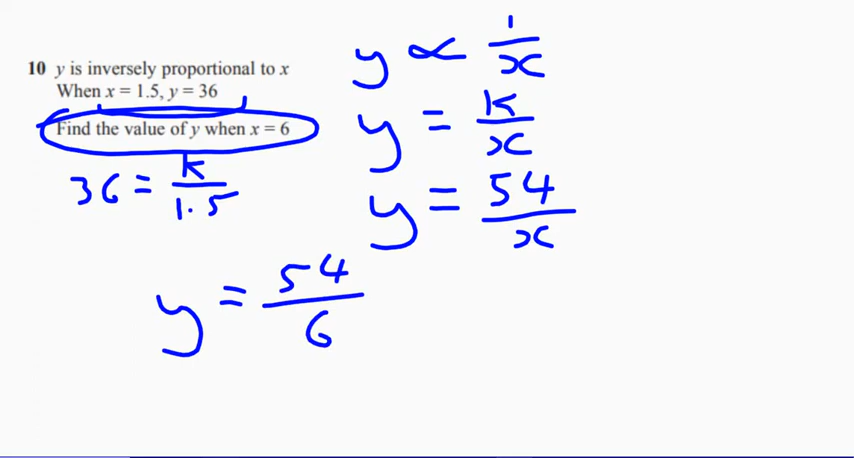 10 y is inversely proportional to x
When x = 1.5, y = 36
Find the value of y when x = 6
36 = k/1.5
y ∝ 1/x
y = k/x
y = 54/x
y = 54/6